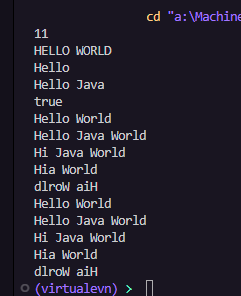 cd "a:\Machine
11
HELLO WORLD
Hello
Hello Java
true
Hello World
Hello Java World
Hi Java World
Hia World
dlroW aiH
Hello World
Hello Java World
Hi Java World
Hia World
dlroW aiH
(virtualevn) >